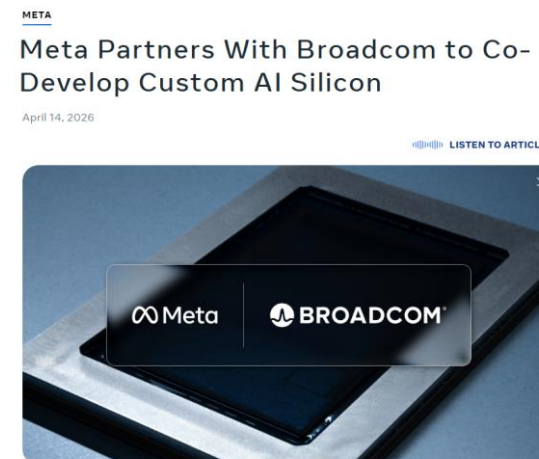 META
Meta Partners With Broadcom to Co-
Develop Custom AI Silicon
April 14, 2026
LISTEN TO ARTICL
Meta
BROADCOM